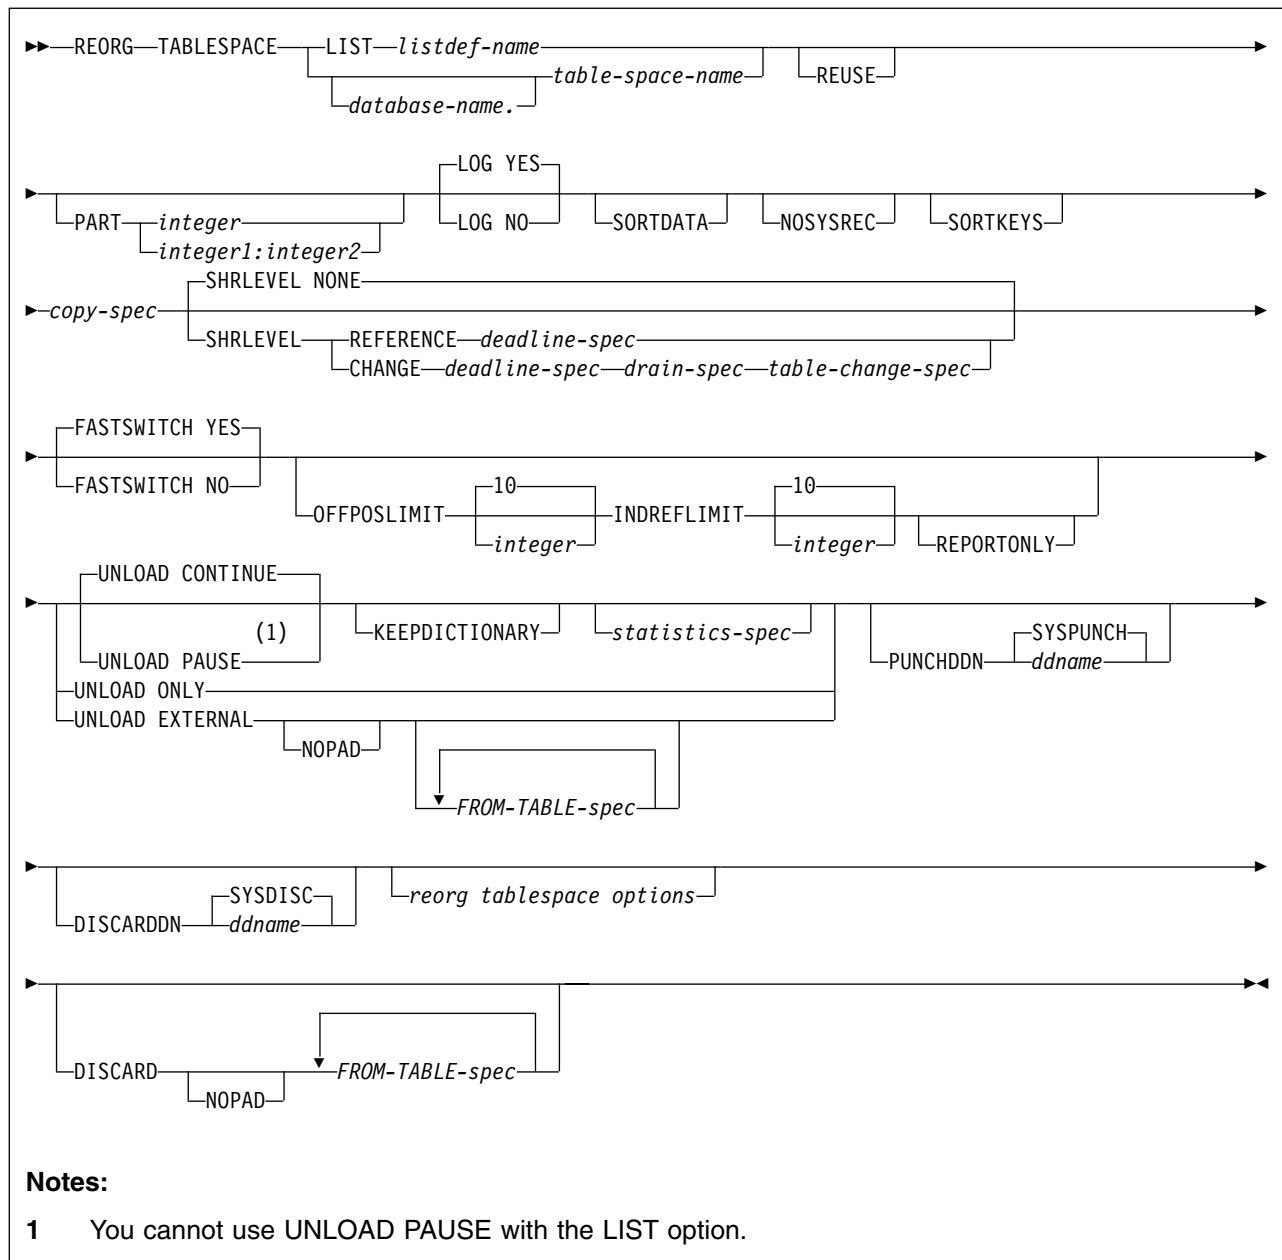 REORG TABLESPACE LIST listdef-name
table-space-name REUSE
database-name.
LOG YES
PART integer LOG NO SORTDATA NOSYSREC SORTKEYS
integer1:integer2
SHRLEVEL NONE
copy-spec
SHRLEVEL REFERENCE deadline-spec
CHANGE deadline-spec drain-spec table-change-spec
FASTSWITCH YES
FASTSWITCH NO
10 10
OFFPOSLIMIT INDREFLIMIT
integer integer REPORTONLY
UNLOAD CONTINUE
(1) KEEPDICTIONARY statistics-spec SYSPUNCH
UNLOAD PAUSE PUNCHDDN ddname
UNLOAD ONLY
UNLOAD EXTERNAL
NOPAD
FROM-TABLE-spec
SYSDISC reorg tablespace options
DISCARDDN ddname
DISCARD FROM-TABLE-spec
NOPAD
Notes:
1 You cannot use UNLOAD PAUSE with the LIST option.